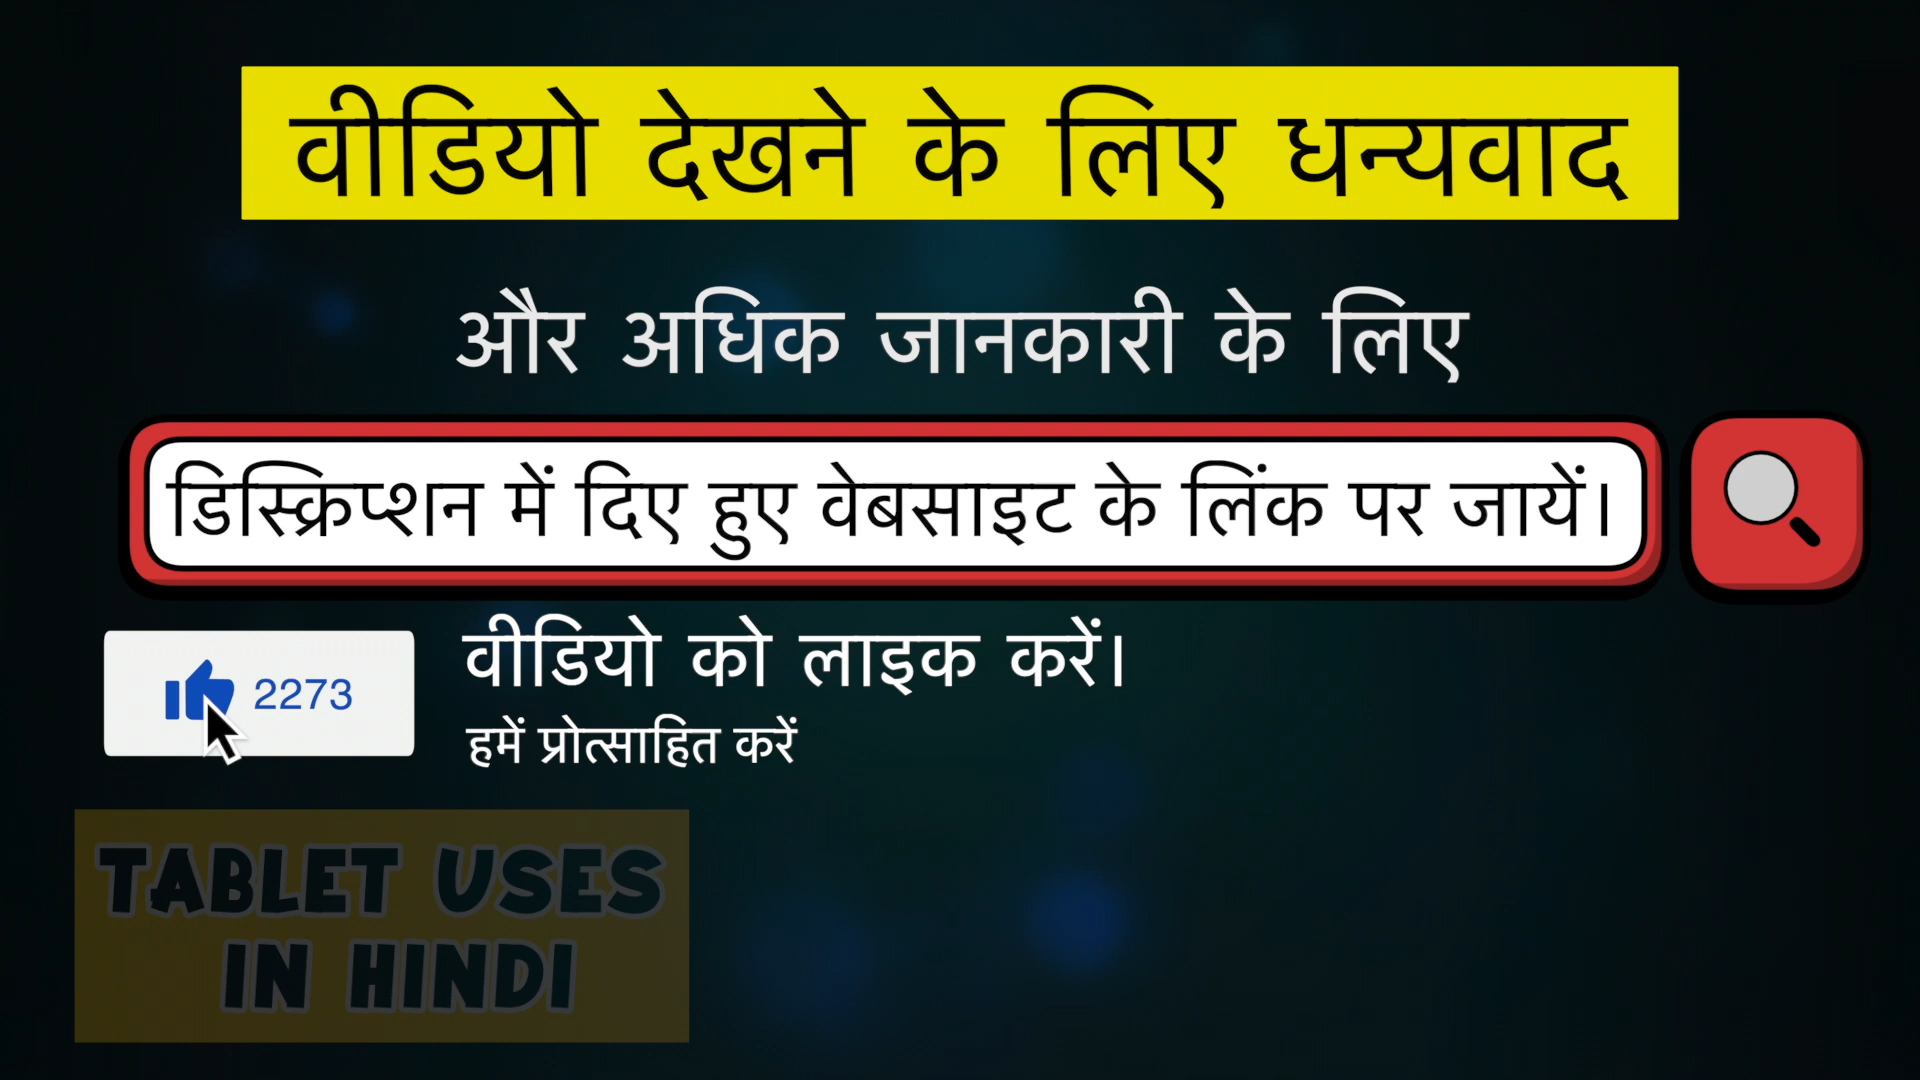 वीडियो देखने के लिए धन्यवाद
और अधिक जानकारी के लिए
डिस्क्रिप्शन में दिए हुए वेबसाइट के लिंक पर जायें।
2273
वीडियो को लाइक करें।
हमें प्रोत्साहित करें
TABLET USES
IN HINDI